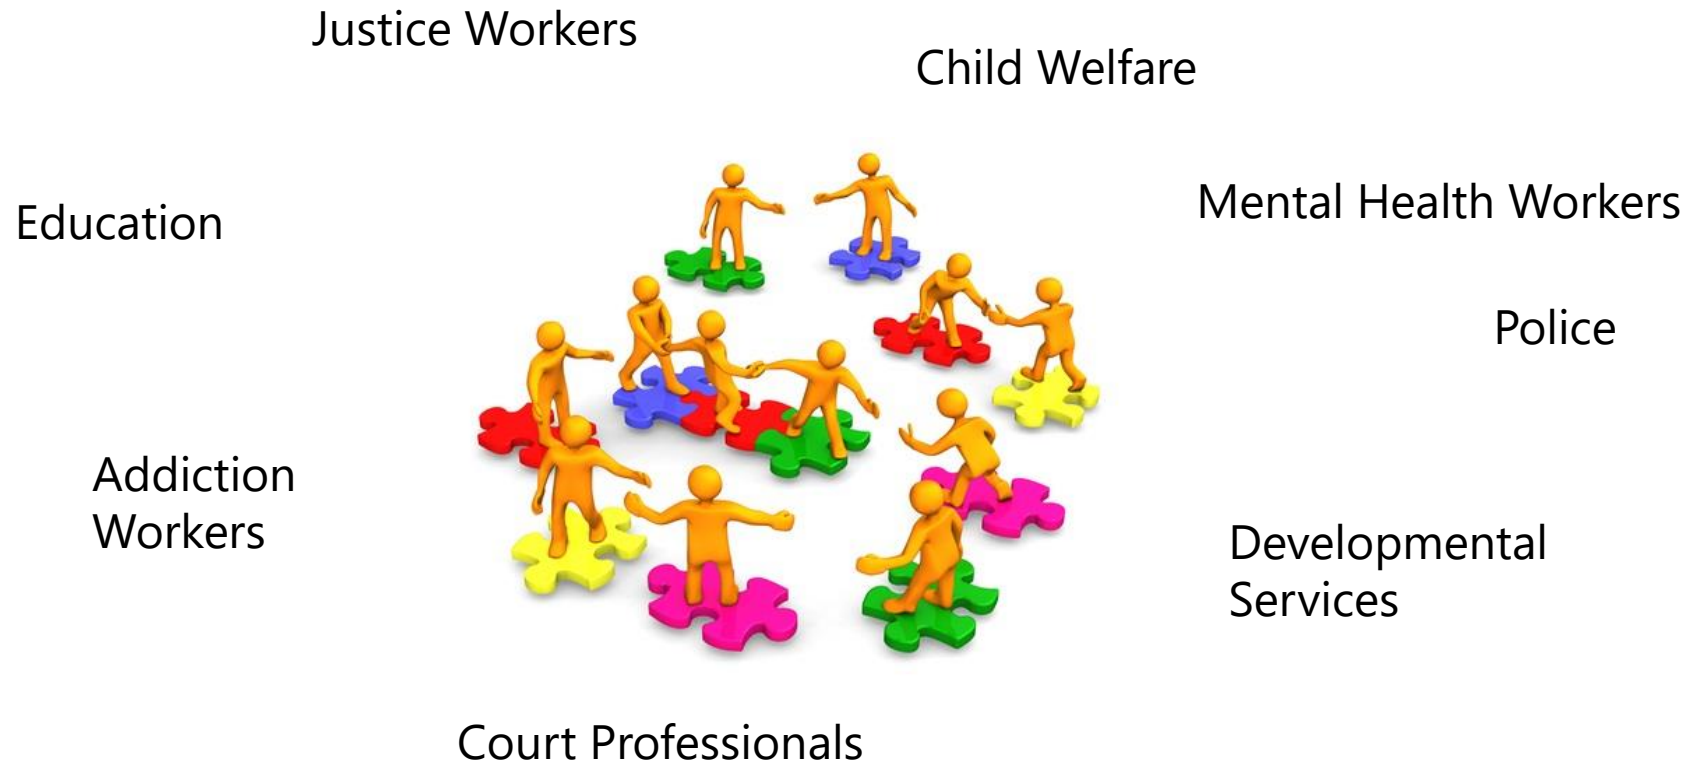 Justice Workers
Child Welfare
Education
Mental Health Workers
Police
Addiction
Workers
Developmental
Services
Court Professionals